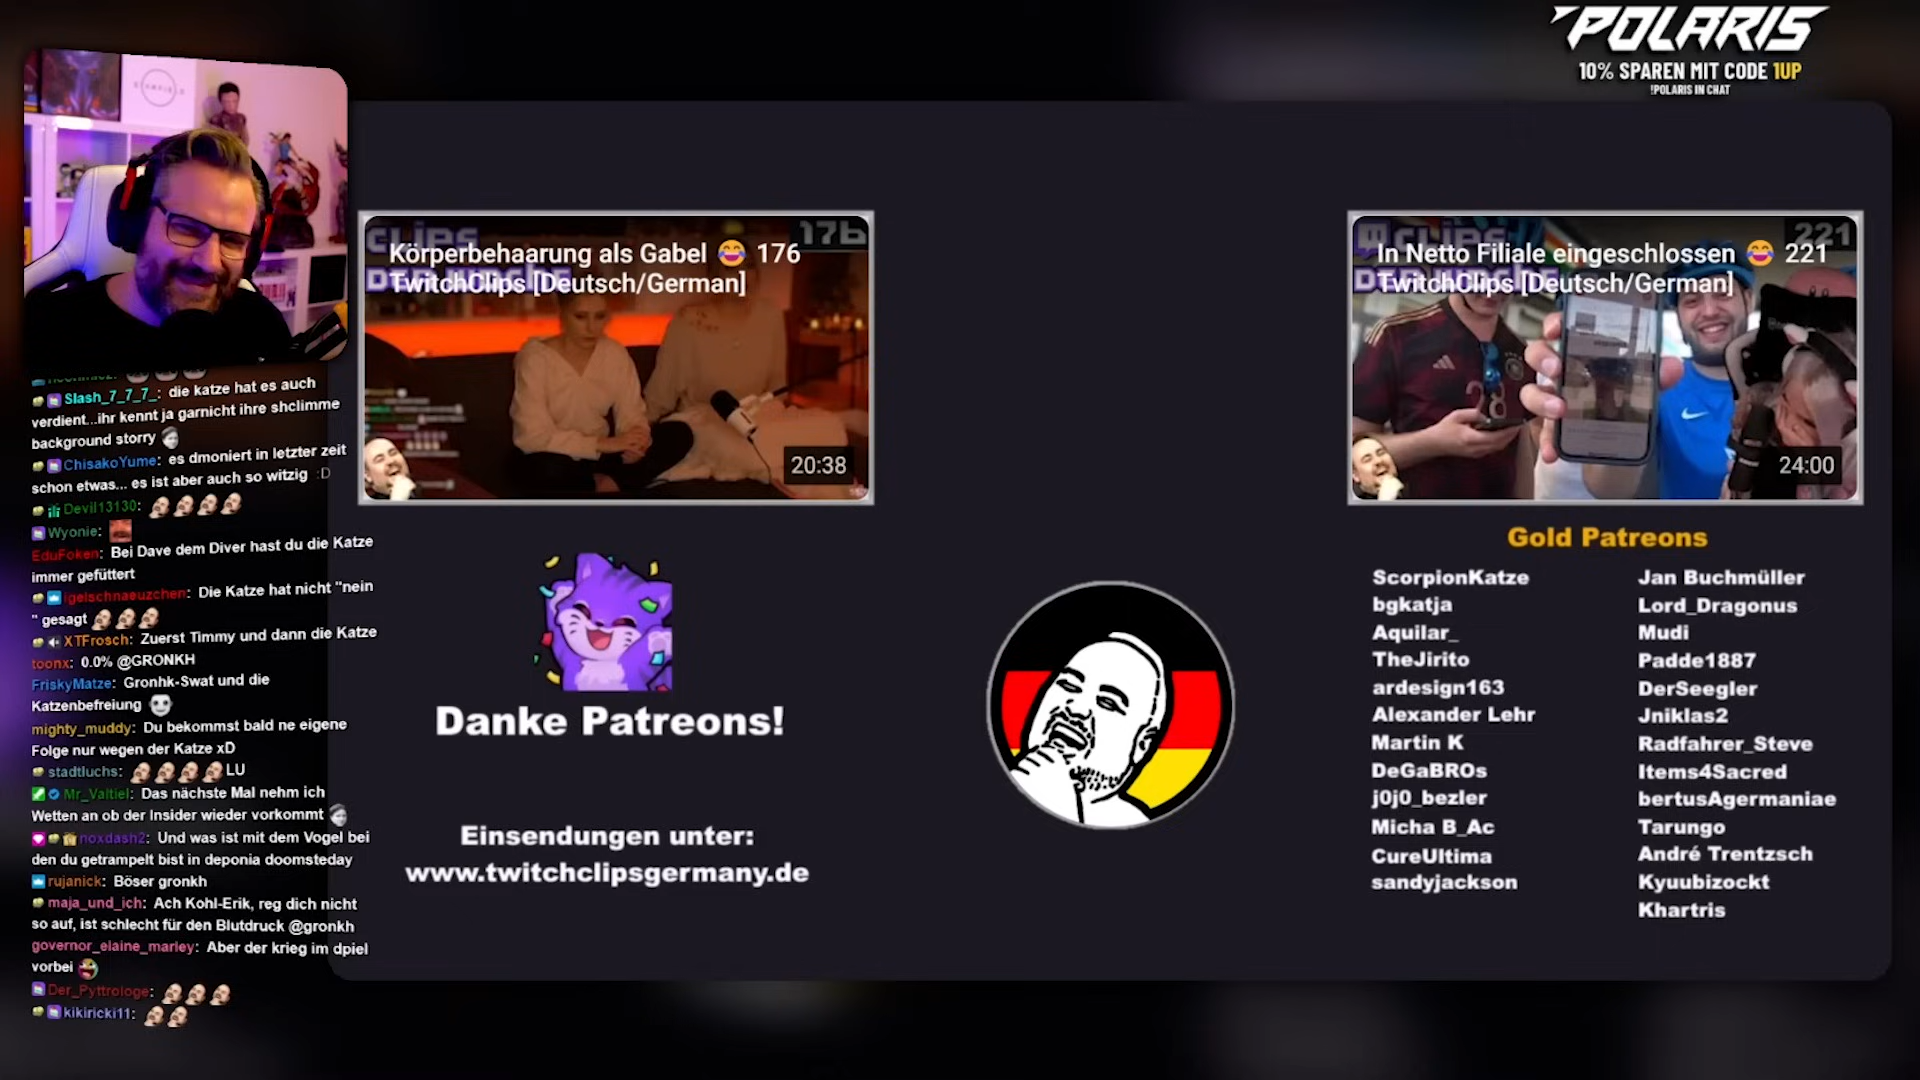 POLARIS
10% SPAREN MIT CODE 1UP
!POLARIS IN CHAT
Slash_7_7_7_: die katze hat es auch
verdient...ihr kennt ja garnicht ihre shclimme
background storry
ChisakoYume: es dmoniert in letzter zeit
schon etwas... es ist aber auch so witzig :D
Devil13130:
Wyonie:
EduFoken: Bei Dave dem Diver hast du die Katze
immer gefüttert
igelschnaeuzchen: Die Katze hat nicht "nein
" gesagt
XTFrosch: Zuerst Timmy und dann die Katze
toonx: 0.0% @GRONKH
FriskyMatze: Gronhk-Swat und die
Katzenbefreiung
mighty_muddy: Du bekommst bald ne eigene
Folge nur wegen der Katze xD
stadtluchs: LU
Mr_Valtiel: Das nächste Mal nehm ich
Wetten an ob der Insider wieder vorkommt
noxdash2: Und was ist mit dem Vogel bei
den du getrampelt bist in deponia doomsteday
rujanick: Böser gronkh
maja_und_ich: Ach Kohl-Erik, reg dich nicht
so auf, ist schlecht für den Blutdruck @gronkh
governor_elaine_marley: Aber der krieg im dpiel
vorbei
Der_Pyttrologe:
kikiricki11:
CLIPS
176
Körperbehaarung als Gabel 😂 176
TwitchClips [Deutsch/German]
20:38
Danke Patreons!
Einsendungen unter:
www.twitchclipsgermany.de
CLIPS
221
In Netto Filiale eingeschlossen 😂 221
TwitchClips [Deutsch/German]
28
24:00
Gold Patreons
ScorpionKatze
bgkatja
Aquilar_
TheJirito
ardesign163
Alexander Lehr
Martin K
DeGaBROs
j0j0_bezler
Micha B_Ac
CureUltima
sandyjackson
Jan Buchmüller
Lord_Dragonus
Mudi
Padde1887
DerSeegler
Jniklas2
Radfahrer_Steve
Items4Sacred
bertusAgermaniae
Tarungo
André Trentzsch
Kyuubizockt
Khartris